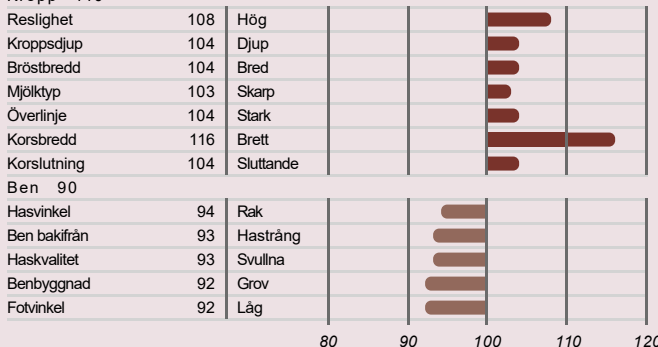 Reslighet 108 Hög
Kroppsdjup 104 Djup
Bröstbredd 104 Bred
Mjölktyp 103 Skarp
Överlinje 104 Stark
Korsbredd 116 Brett
Korslutning 104 Sluttande
Ben 90
Hasvinkel 94 Rak
Ben bakifrån 93 Hastrång
Haskvalitet 93 Svullna
Benbyggnad 92 Grov
Fotvinkel 92 Låg
80 90 100 110 120